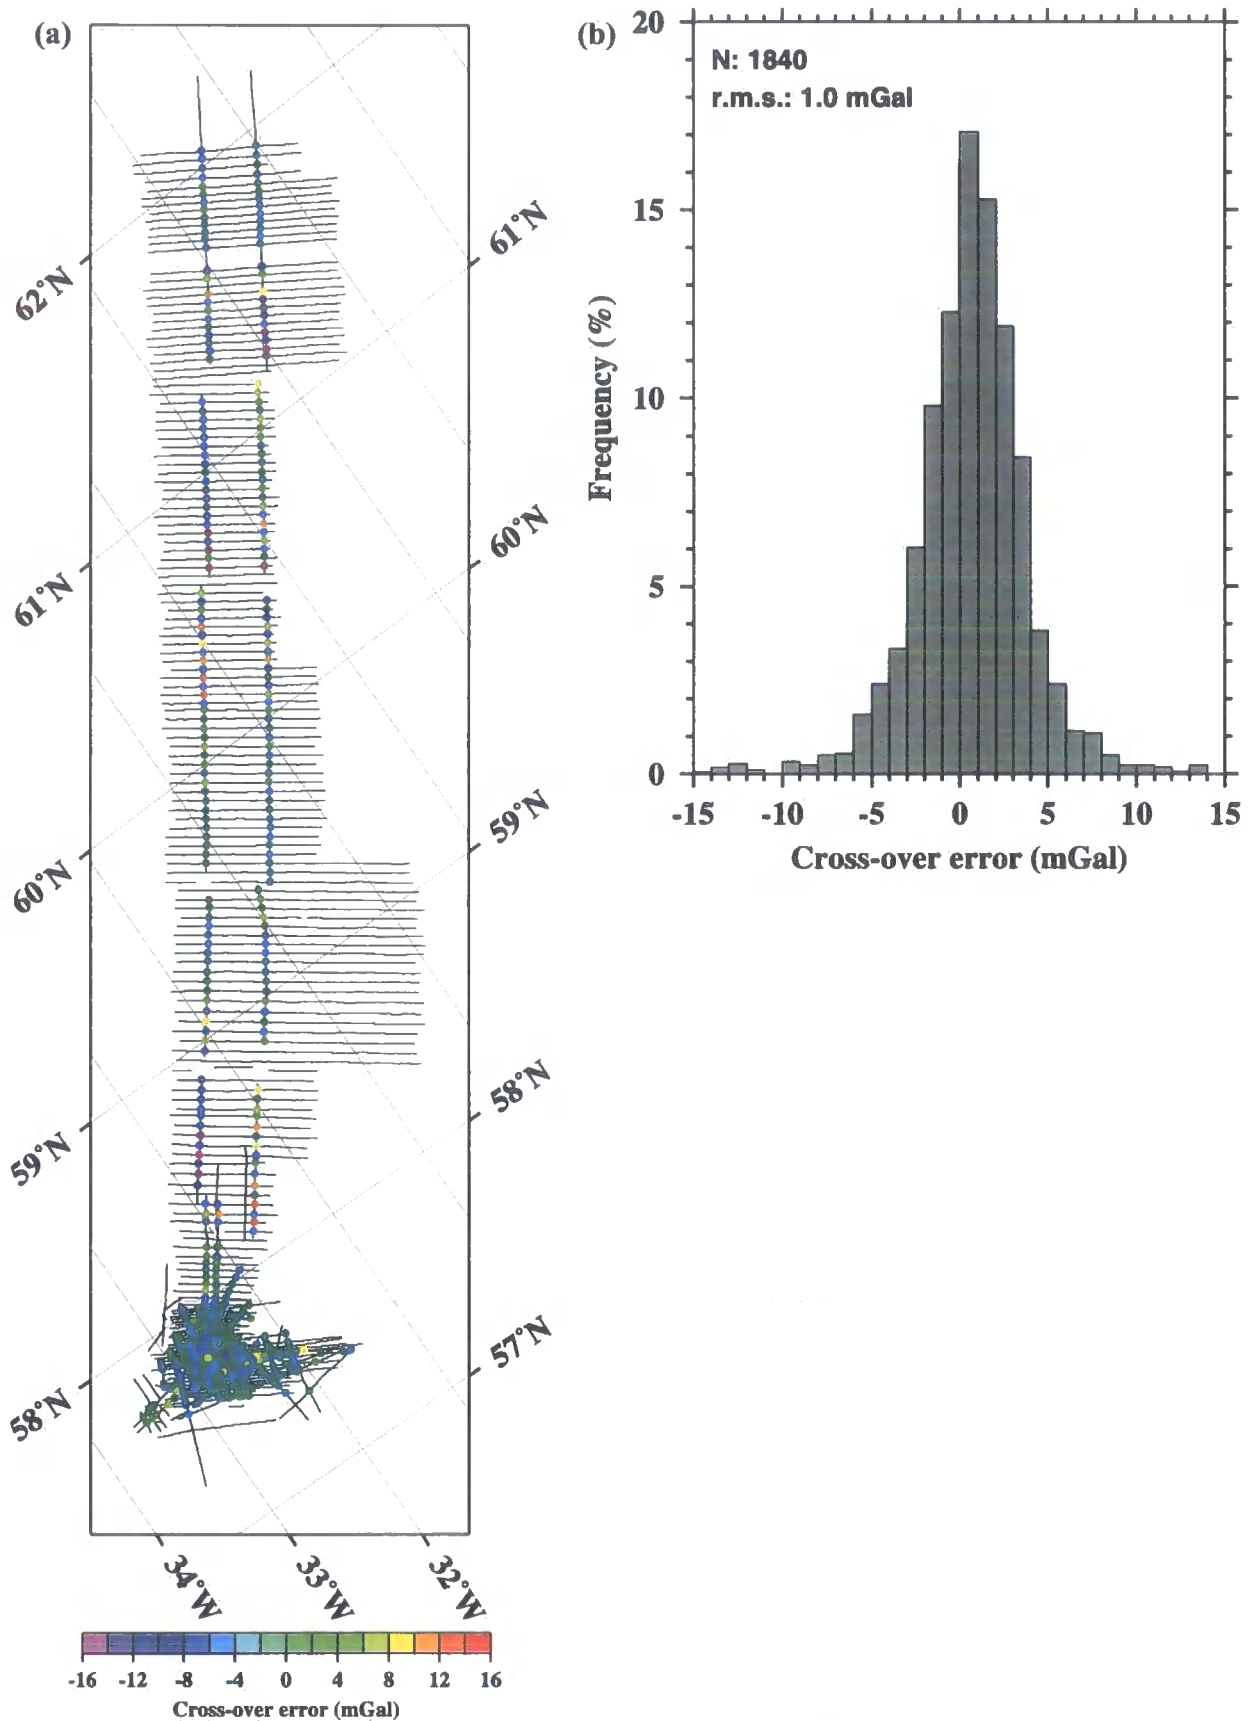 (a)
62°N
61°N
60°N
59°N
58°N
61°N
60°N
59°N
58°N
57°N
34°W
33°W
32°W
-16 -12 -8 -4 0 4 8 12 16
Cross-over error (mGal)
(b)
N: 1840
r.m.s.: 1.0 mGal
Frequency (%)
20
15
10
5
0
-15 -10 -5 0 5 10 15
Cross-over error (mGal)